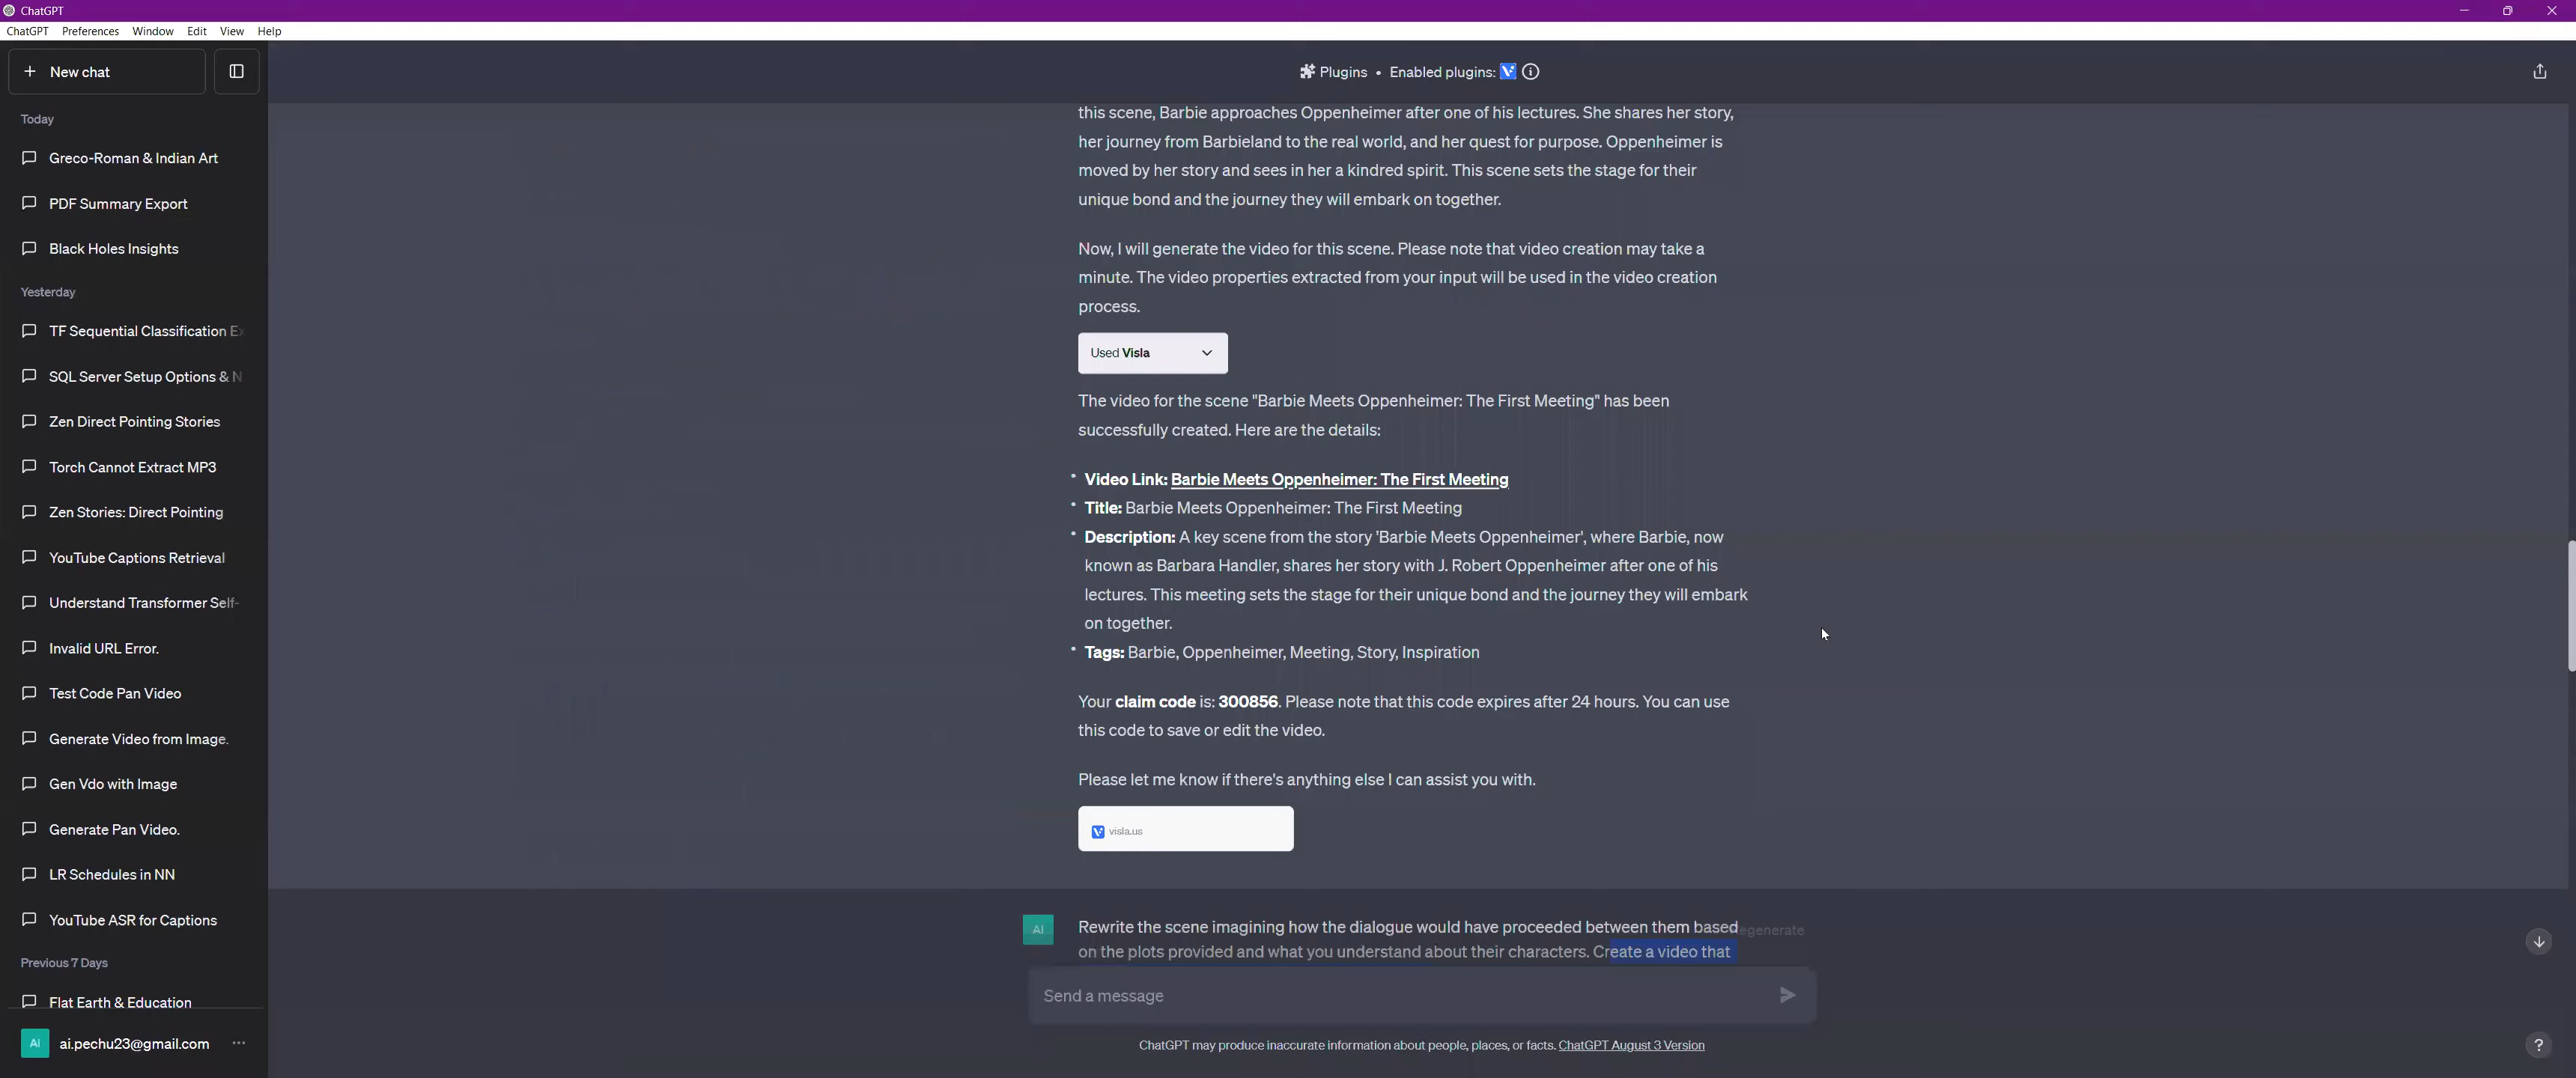 ChatGPT
ChatGPT Preferences Window Edit View Help
New chat
Today
Greco-Roman & Indian Art
PDF Summary Export
Black Holes Insights
Yesterday
TF Sequential Classification Ex
SQL Server Setup Options & N
Zen Direct Pointing Stories
Torch Cannot Extract MP3
Zen Stories: Direct Pointing
YouTube Captions Retrieval
Understand Transformer Self-
Invalid URL Error.
Test Code Pan Video
Generate Video from Image.
Gen Vdo with Image
Generate Pan Video.
LR Schedules in NN
YouTube ASR for Captions
Previous 7 Days
Flat Earth & Education
AI ai.pechu23@gmail.com ...
Plugins • Enabled plugins:
this scene, Barbie approaches Oppenheimer after one of his lectures. She shares her story,
her journey from Barbieland to the real world, and her quest for purpose. Oppenheimer is
moved by her story and sees in her a kindred spirit. This scene sets the stage for their
unique bond and the journey they will embark on together.
Now, I will generate the video for this scene. Please note that video creation may take a
minute. The video properties extracted from your input will be used in the video creation
process.
Used Visla
The video for the scene "Barbie Meets Oppenheimer: The First Meeting" has been
successfully created. Here are the details:
• Video Link: Barbie Meets Oppenheimer: The First Meeting
• Title: Barbie Meets Oppenheimer: The First Meeting
• Description: A key scene from the story 'Barbie Meets Oppenheimer', where Barbie, now
known as Barbara Handler, shares her story with J. Robert Oppenheimer after one of his
lectures. This meeting sets the stage for their unique bond and the journey they will embark
on together.
• Tags: Barbie, Oppenheimer, Meeting, Story, Inspiration
Your claim code is: 300856. Please note that this code expires after 24 hours. You can use
this code to save or edit the video.
Please let me know if there's anything else I can assist you with.
visla.us
AI Rewrite the scene imagining how the dialogue would have proceeded between them based
egenerate
on the plots provided and what you understand about their characters. Create a video that
Send a message
ChatGPT may produce inaccurate information about people, places, or facts. ChatGPT August 3 Version
?